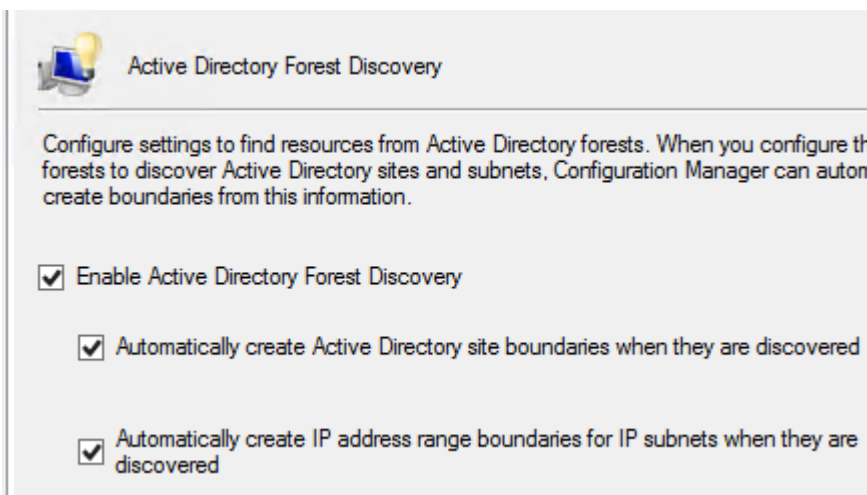 Active Directory Forest Discovery
Configure settings to find resources from Active Directory forests. When you configure
forests to discover Active Directory sites and subnets, Configuration Manager can
create boundaries from this information.
Enable Active Directory Forest Discovery
Automatically create Active Directory site boundaries when they are discovered
Automatically create IP address range boundaries for IP subnets when they are
discovered